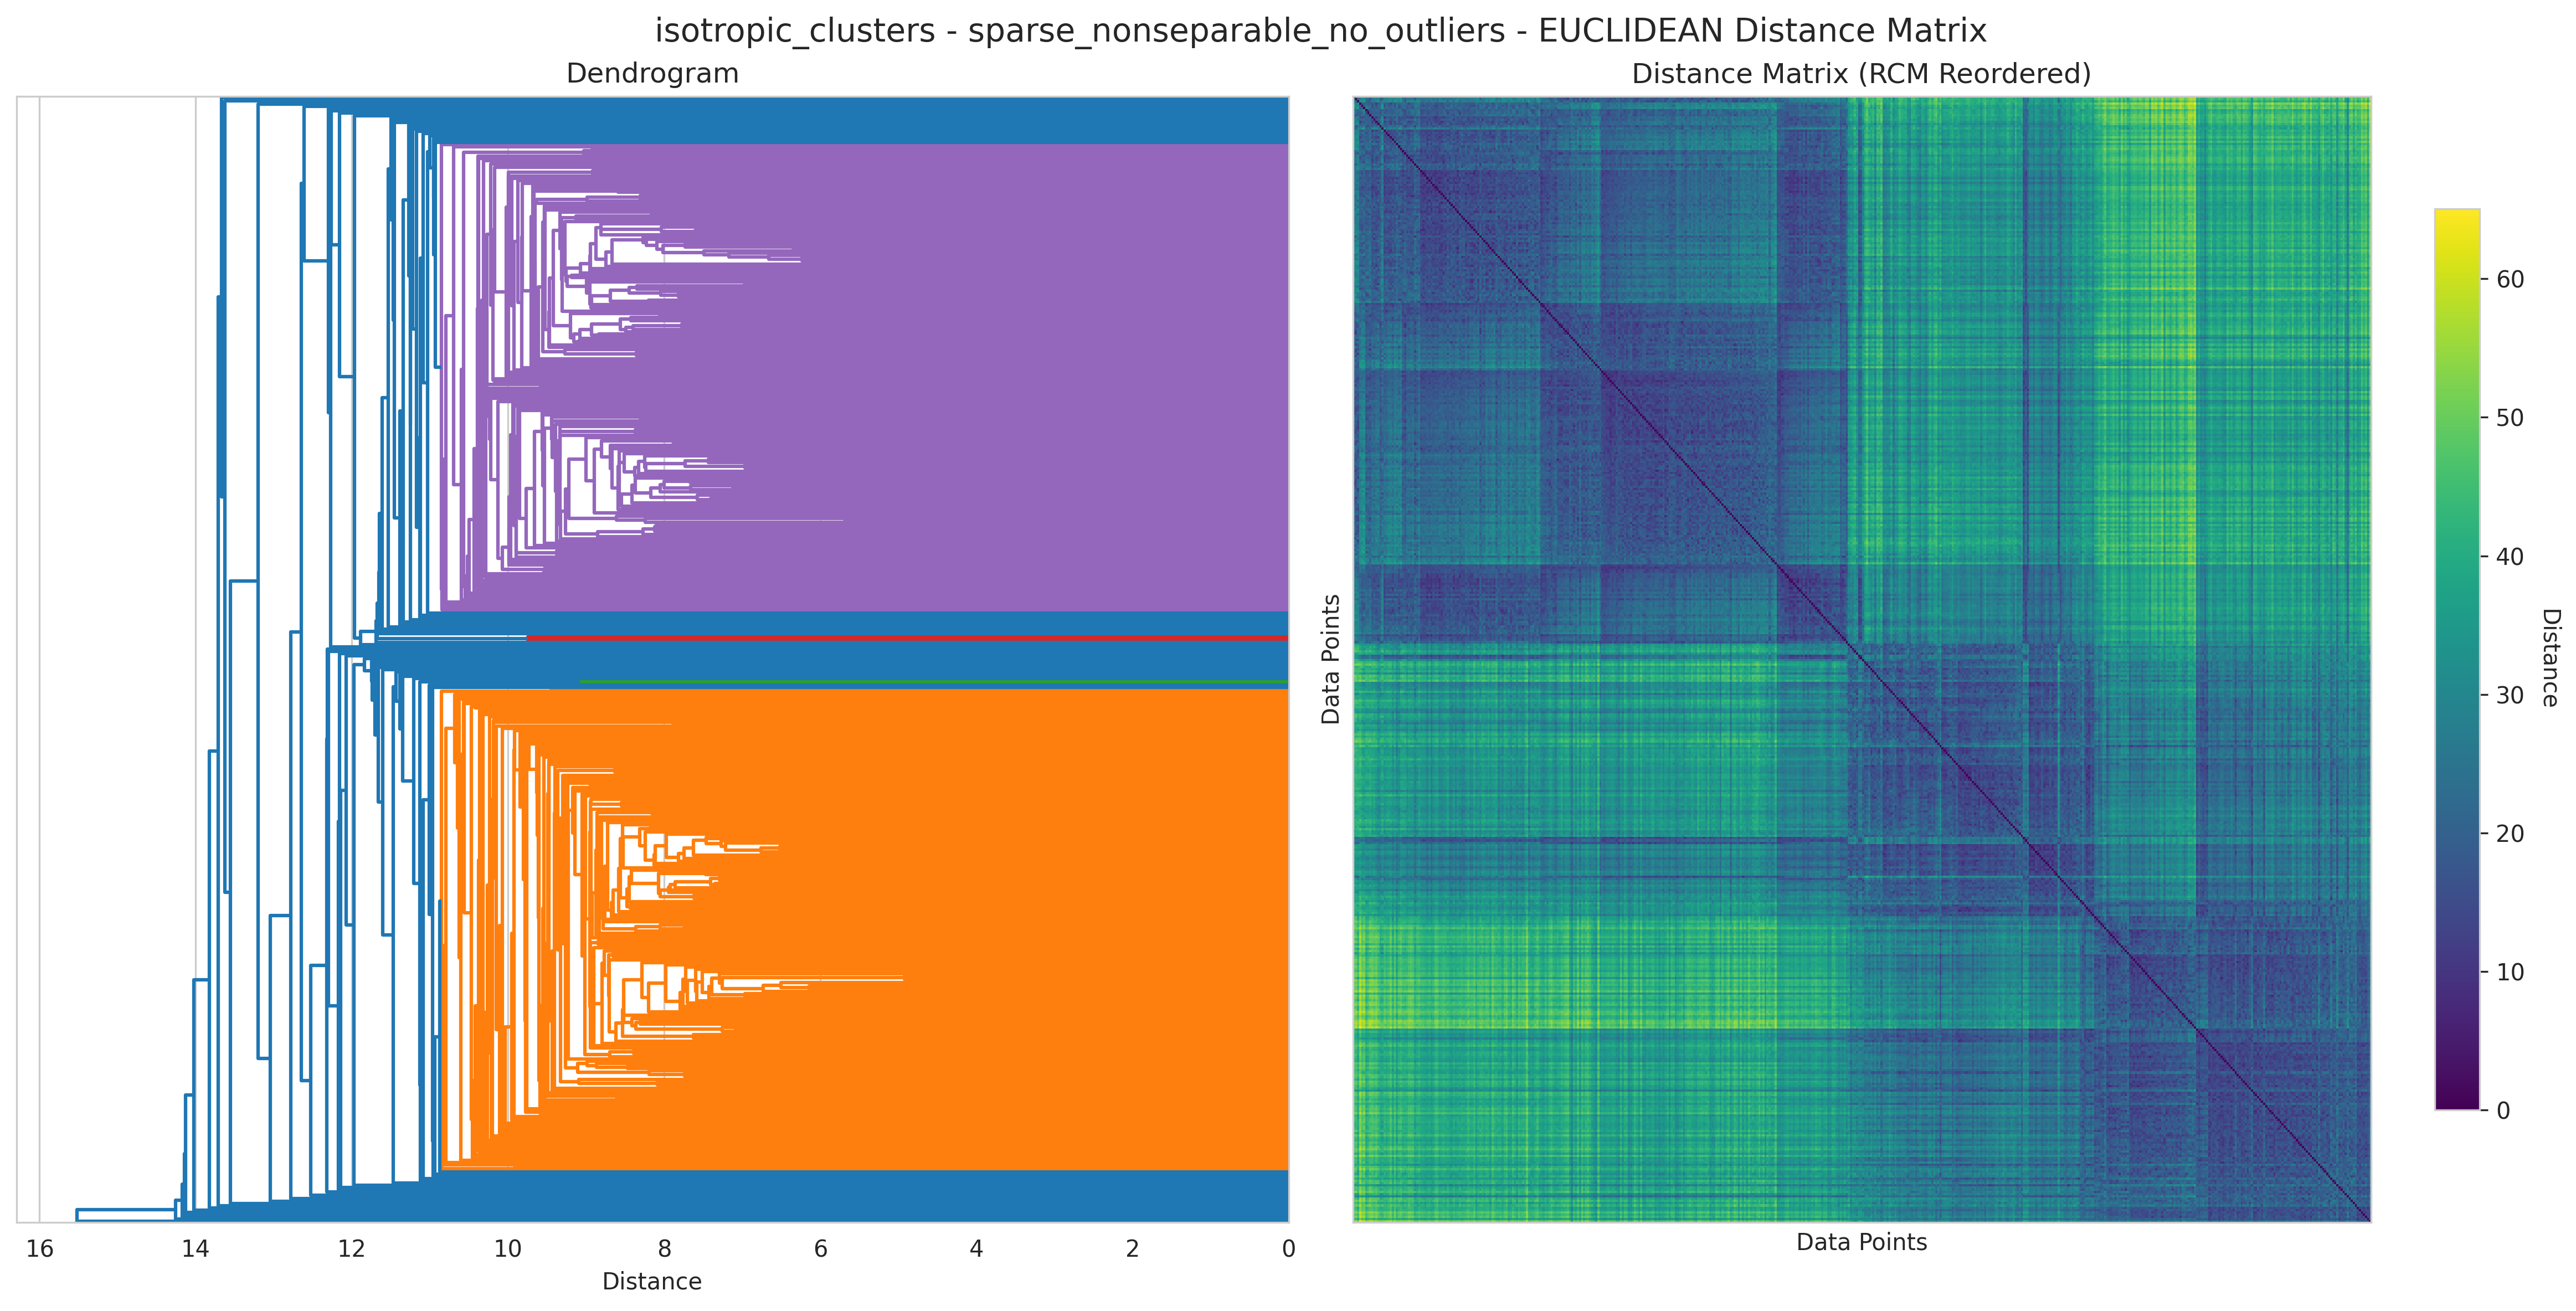 isotropic_clusters - sparse_nonseparable_no_outliers - EUCLIDEAN Distance Matrix
Dendrogram
16 14 12 10 8 6 4 2 0
Distance
Distance Matrix (RCM Reordered)
Data Points
Data Points
60
50
40
30
20
10
0
Distance